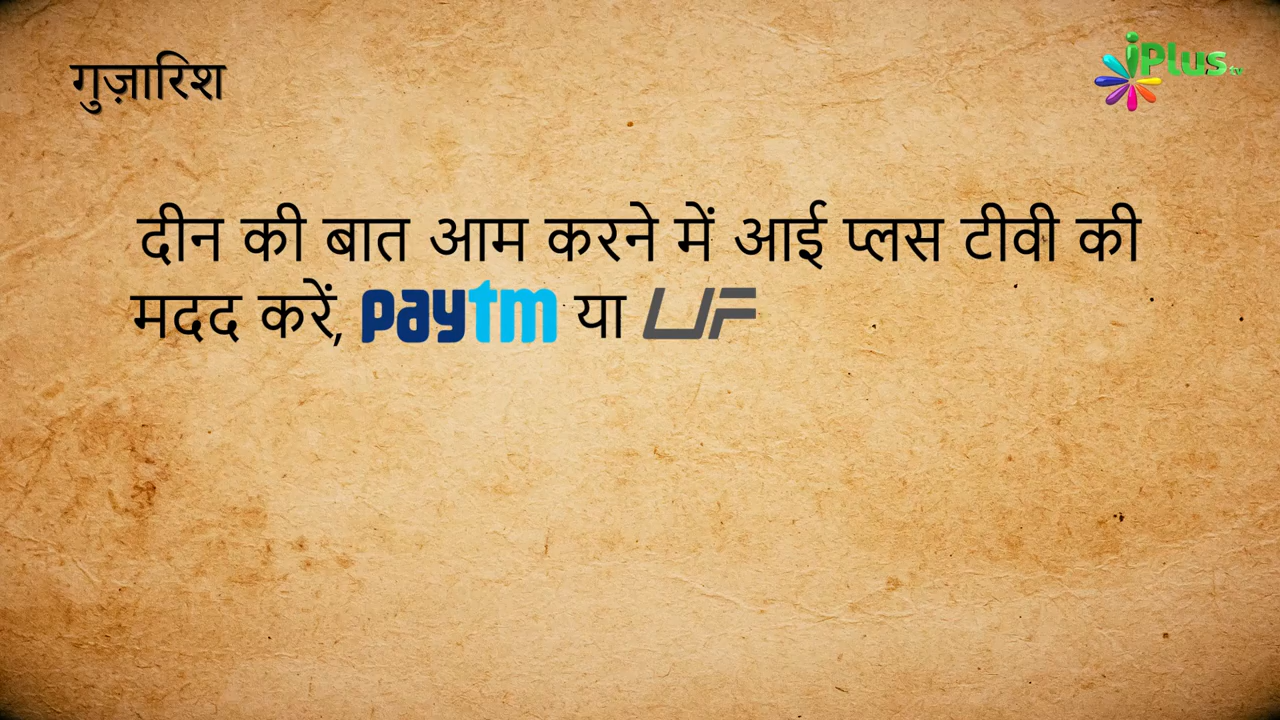 गुज़ारिश
iPlus tv
दीन की बात आम करने में आई प्लस टीवी की
मदद करें, paytm या